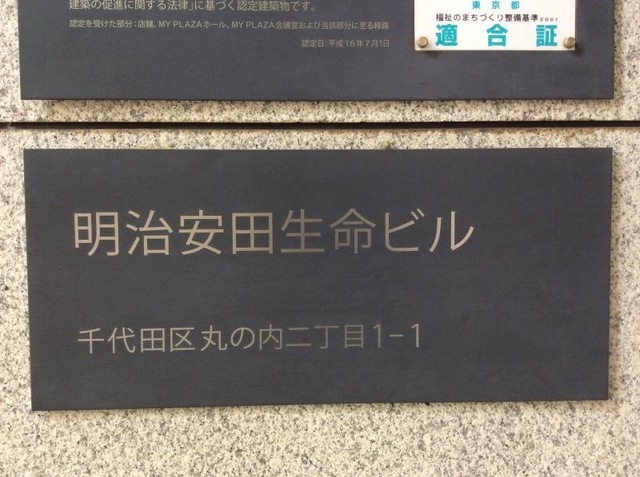 建築の促進に関する法律」に基づく認定建築物です。
認定を受けた部分：店舗、MY PLAZAホール、MY PLAZA会議室および当該部分に至る経路
認定日：平成16年7月1日
東京都
福祉のまちづくり整備基準2001
適合証
明治安田生命ビル
千代田区丸の内二丁目1-1